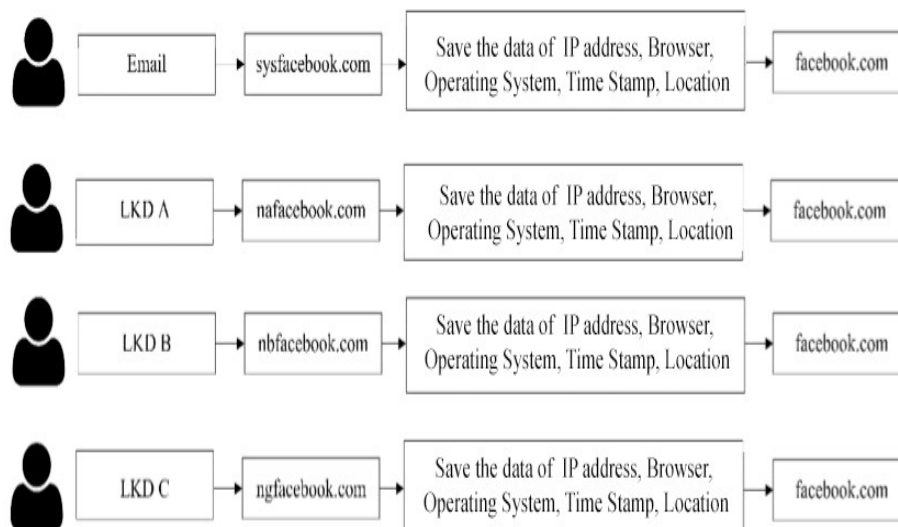 Email
sysfacebook.com
Save the data of IP address, Browser,
Operating System, Time Stamp, Location
facebook.com
LKD A
nafacebook.com
Save the data of IP address, Browser,
Operating System, Time Stamp, Location
facebook.com
LKD B
nbfacebook.com
Save the data of IP address, Browser,
Operating System, Time Stamp, Location
facebook.com
LKD C
ngfacebook.com
Save the data of IP address, Browser,
Operating System, Time Stamp, Location
facebook.com